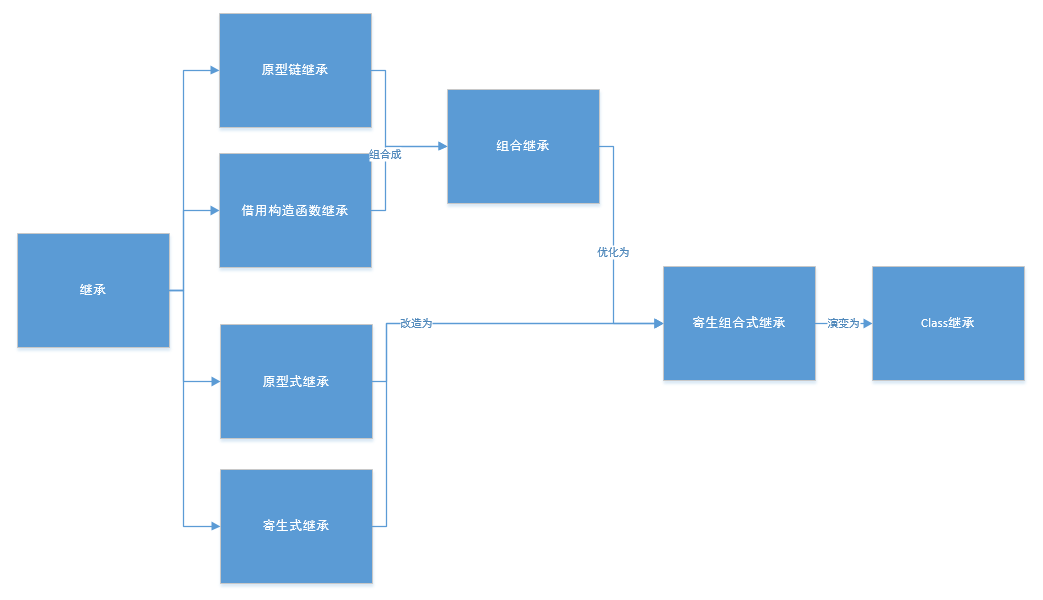 原型链继承
组合继承
组合成
借用构造函数继承
优化为
继承
改造为
寄生组合式继承
演变为
Class继承
原型式继承
寄生式继承